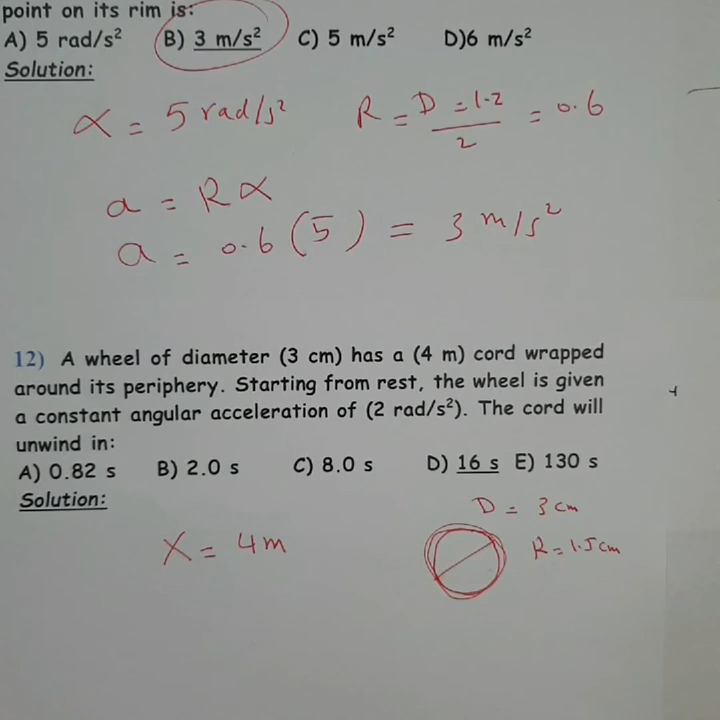 point on its rim is:
A) 5 rad/s² B) 3 m/s² C) 5 m/s² D)6 m/s²
Solution:
α = 5 rad/s² R = D = 1.2 / 2 = 0.6
a = Rα
a = 0.6 (5) = 3 m/s²
12) A wheel of diameter (3 cm) has a (4 m) cord wrapped
around its periphery. Starting from rest, the wheel is given
a constant angular acceleration of (2 rad/s²). The cord will
unwind in:
A) 0.82 s B) 2.0 s C) 8.0 s D) 16 s E) 130 s
Solution:
D = 3 cm
X = 4m R = 1.5 cm